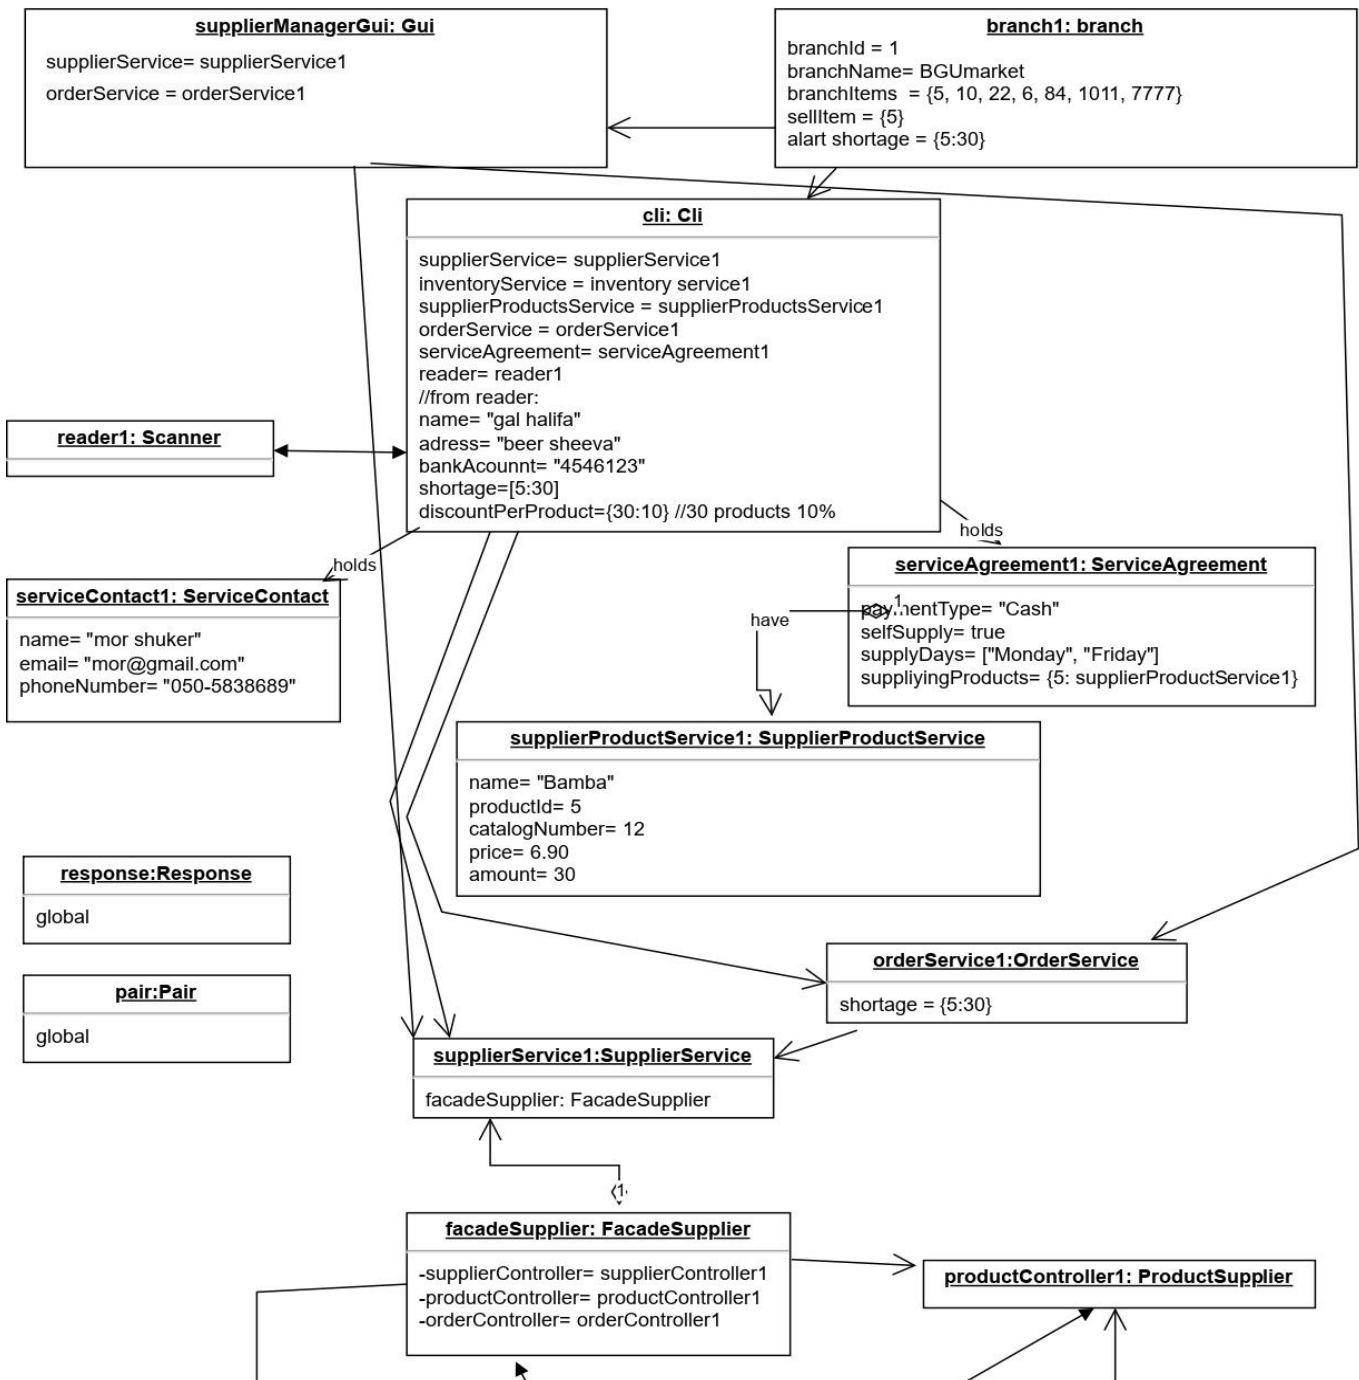 supplierManagerGui: Gui
supplierService= supplierService1
orderService = orderService1
branch1: branch
branchId = 1
branchName= BGUmarket
branchItems  = {5, 10, 22, 6, 84, 1011, 7777}
sellItem = {5}
alart shortage = {5:30}
cli: Cli
supplierService= supplierService1
inventoryService = inventory service1
supplierProductsService = supplierProductsService1
orderService = orderService1
serviceAgreement= serviceAgreement1
reader= reader1
//from reader:
name= "gal halifa"
adress= "beer sheeva"
bankAcounnt= "4546123"
shortage=[5:30]
discountPerProduct={30:10} //30 products 10%
reader1: Scanner
holds
holds
serviceContact1: ServiceContact
name= "mor shuker"
email= "mor@gmail.com"
phoneNumber= "050-5838689"
serviceAgreement1: ServiceAgreement
1
paymentType= "Cash"
selfSupply= true
supplyDays= ["Monday", "Friday"]
suppliyingProducts= {5: supplierProductService1}
have
supplierProductService1: SupplierProductService
name= "Bamba"
productId= 5
catalogNumber= 12
price= 6.90
amount= 30
response:Response
global
pair:Pair
global
orderService1:OrderService
shortage = {5:30}
supplierService1:SupplierService
facadeSupplier: FacadeSupplier
1
facadeSupplier: FacadeSupplier
-supplierController= supplierController1
-productController= productController1
-orderController= orderController1
productController1: ProductSupplier